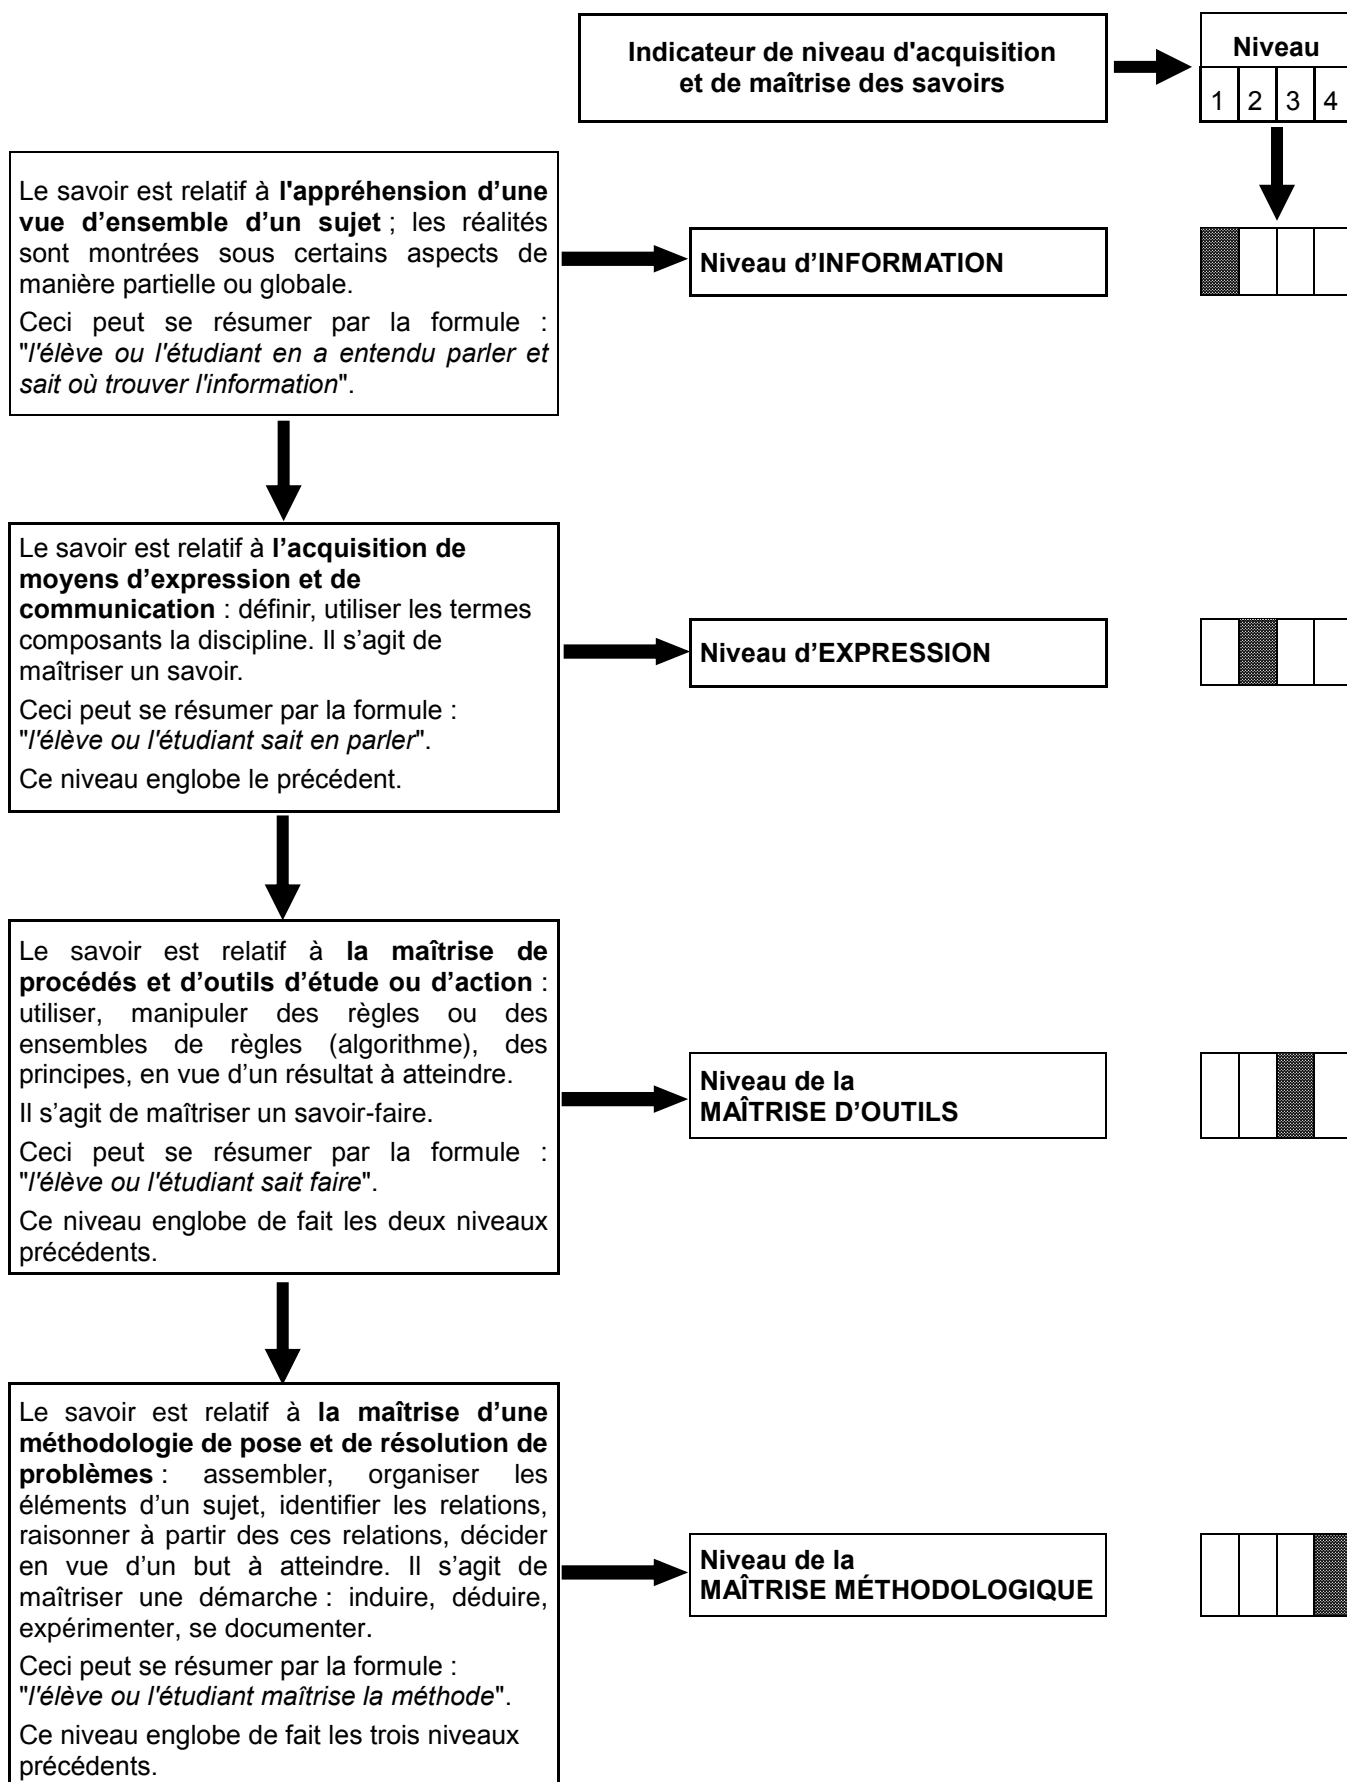 Indicateur de niveau d'acquisition
et de maîtrise des savoirs
Niveau
1 2 3 4
Le savoir est relatif à l'appréhension d’une
vue d’ensemble d’un sujet ; les réalités
sont montrées sous certains aspects de
manière partielle ou globale.
Ceci peut se résumer par la formule :
"l'élève ou l'étudiant en a entendu parler et
sait où trouver l'information".
Niveau d’INFORMATION
Le savoir est relatif à l’acquisition de
moyens d’expression et de
communication : définir, utiliser les termes
composants la discipline. Il s’agit de
maîtriser un savoir.
Ceci peut se résumer par la formule :
"l'élève ou l'étudiant sait en parler".
Ce niveau englobe le précédent.
Niveau d’EXPRESSION
Le savoir est relatif à la maîtrise de
procédés et d’outils d’étude ou d’action :
utiliser, manipuler des règles ou des
ensembles de règles (algorithme), des
principes, en vue d’un résultat à atteindre.
Il s’agit de maîtriser un savoir-faire.
Ceci peut se résumer par la formule :
"l'élève ou l'étudiant sait faire".
Ce niveau englobe de fait les deux niveaux
précédents.
Niveau de la
MAÎTRISE D’OUTILS
Le savoir est relatif à la maîtrise d’une
méthodologie de pose et de résolution de
problèmes : assembler, organiser les
éléments d’un sujet, identifier les relations,
raisonner à partir des ces relations, décider
en vue d’un but à atteindre. Il s’agit de
maîtriser une démarche : induire, déduire,
expérimenter, se documenter.
Ceci peut se résumer par la formule :
"l'élève ou l'étudiant maîtrise la méthode".
Ce niveau englobe de fait les trois niveaux
précédents.
Niveau de la
MAÎTRISE MÉTHODOLOGIQUE